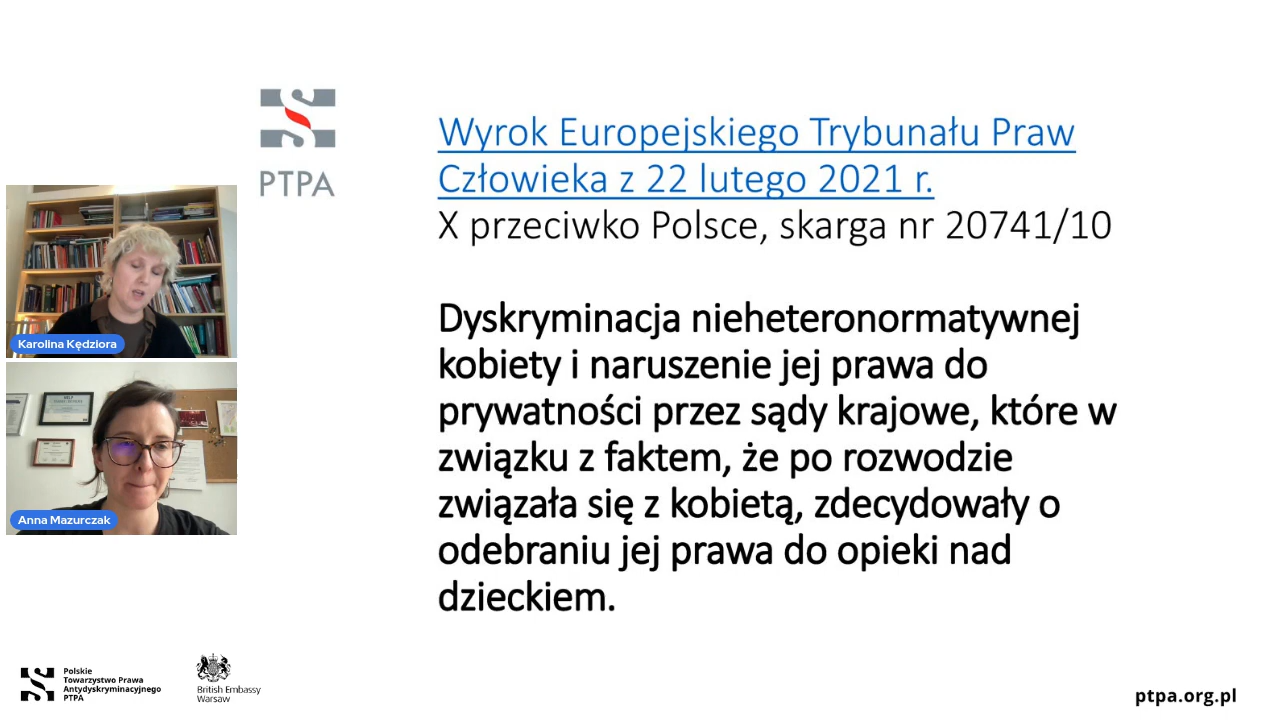 PTPA
Wyrok Europejskiego Trybunału Praw
Człowieka z 22 lutego 2021 r.
X przeciwko Polsce, skarga nr 20741/10
Dyskryminacja nieheteronormatywnej
kobiety i naruszenie jej prawa do
prywatności przez sądy krajowe, które w
związku z faktem, że po rozwodzie
związała się z kobietą, zdecydowały o
odebraniu jej prawa do opieki nad
dzieckiem.
Karolina Kędziora
Anna Mazurczak
Polskie
Towarzystwo Prawa
Antydyskryminacyjnego
PTPA
British Embassy
Warsaw
ptpa.org.pl